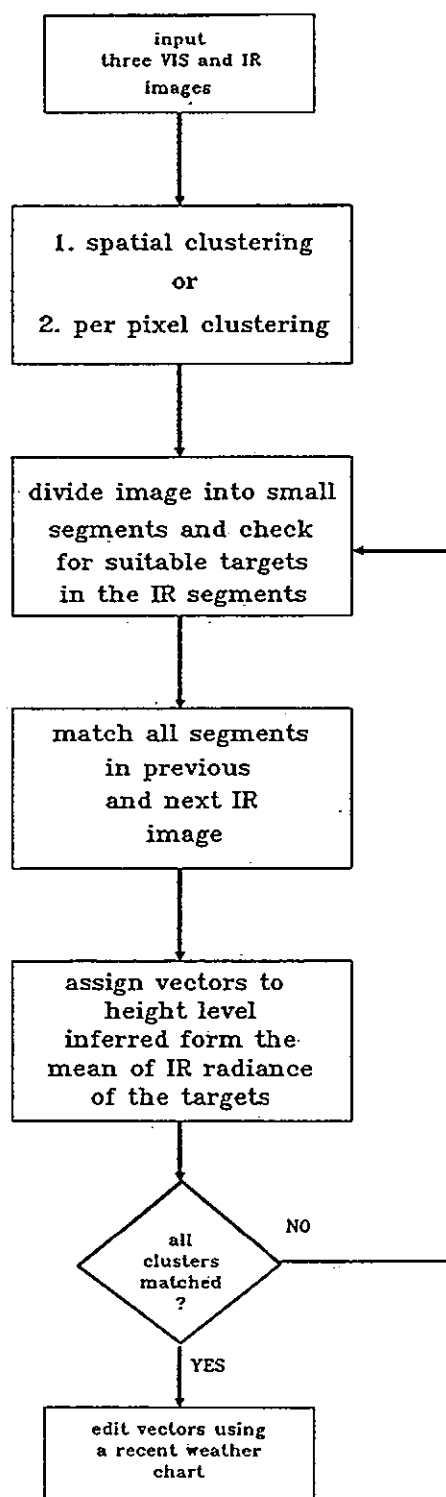 input
three VIS and IR
images
1. spatial clustering
or
2. per pixel clustering
divide image into small
segments and check
for suitable targets
in the IR segments
match all segments
in previous
and next IR
image
assign vectors to
height level
inferred form the
mean of IR radiance
of the targets
all
clusters
matched
?
NO
YES
edit vectors using
a recent weather
chart